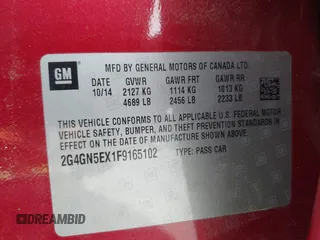 GM
MFD BY GENERAL MOTORS OF CANADA LTD.
DATE GVWR GAWR FRT GAWR RR
10/14 2127 KG 1114 KG 1013 KG
4689 LB 2456 LB 2233 LB
THIS VEHICLE CONFORMS TO ALL APPLICABLE U.S. FEDERAL MOTOR
VEHICLE SAFETY, BUMPER, AND THEFT PREVENTION STANDARDS IN
EFFECT ON THE DATE OF MANUFACTURE SHOWN ABOVE.
2G4GN5EX1F9165102 TYPE: PASS CAR
DREAMBID